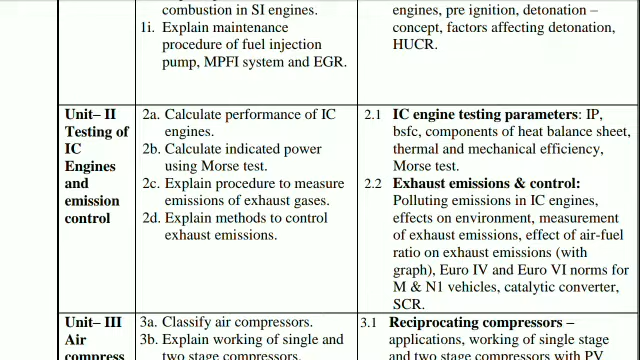 combustion in SI engines.
1i. Explain maintenance
procedure of fuel injection
pump, MPFI system and EGR.
engines, pre ignition, detonation –
concept, factors affecting detonation,
HUCR.
Unit– II
Testing of
IC
Engines
and
emission
control
2a. Calculate performance of IC
engines.
2b. Calculate indicated power
using Morse test.
2c. Explain procedure to measure
emissions of exhaust gases.
2d. Explain methods to control
exhaust emissions.
2.1 IC engine testing parameters: IP,
bsfc, components of heat balance sheet,
thermal and mechanical efficiency,
Morse test.
2.2 Exhaust emissions & control:
Polluting emissions in IC engines,
effects on environment, measurement
of exhaust emissions, effect of air-fuel
ratio on exhaust emissions (with
graph), Euro IV and Euro VI norms for
M & N1 vehicles, catalytic converter,
SCR.
Unit– III
Air
compress
3a. Classify air compressors.
3b. Explain working of single and
two stage compressors.
3.1 Reciprocating compressors –
applications, working of single stage
and two stage compressors with PV